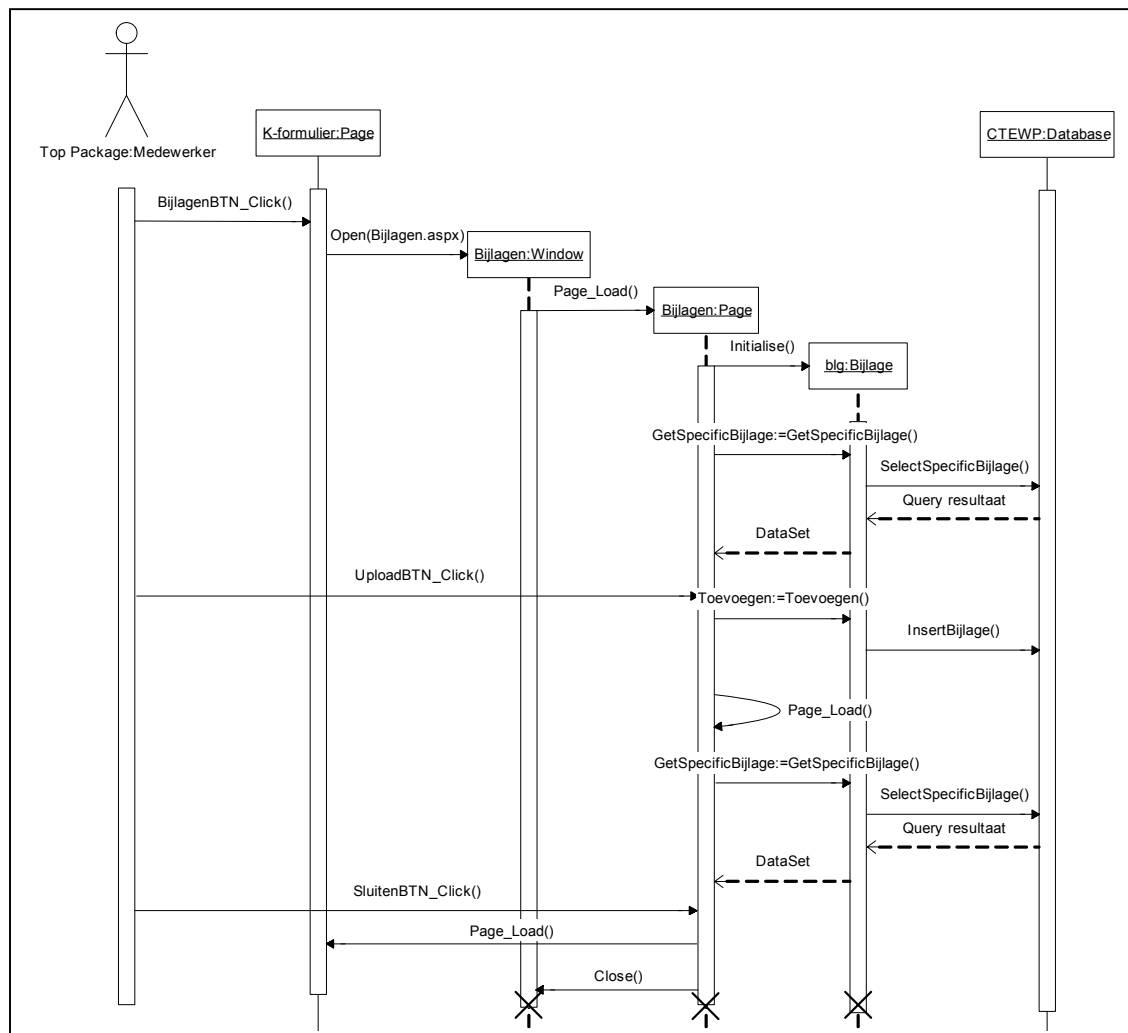 Top Package:Medewerker
K-formulier:Page
CTEWP:Database
BijlagenBTN_Click()
Open(Bijlagen.aspx)
Bijlagen:Window
Page_Load()
Bijlagen:Page
Initialise()
blg:Bijlage
GetSpecificBijlage:=GetSpecificBijlage()
SelectSpecificBijlage()
Query resultaat
DataSet
UploadBTN_Click()
Toevoegen:=Toevoegen()
InsertBijlage()
Page_Load()
GetSpecificBijlage:=GetSpecificBijlage()
SelectSpecificBijlage()
Query resultaat
DataSet
SluitenBTN_Click()
Page_Load()
Close()